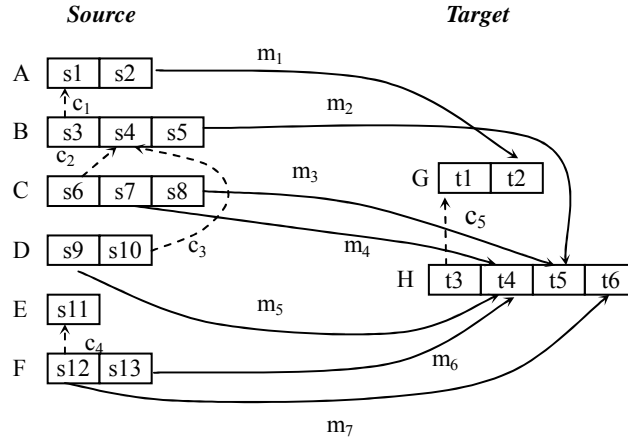 Source Target
A s1 s2 m1
c1
B s3 s4 s5 m2
c2
C s6 s7 s8 m3 G t1 t2
m4 c5
D s9 s10 c3
H t3 t4 t5 t6
E s11 m5
c4
F s12 s13 m6
m7